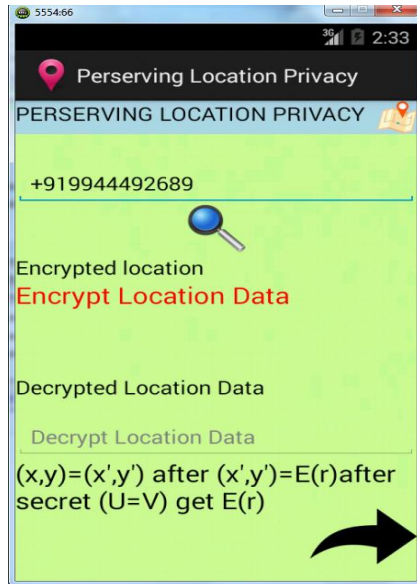 5554:66
3G 2:33
Perserving Location Privacy
PERSERVING LOCATION PRIVACY
+919944492689
Encrypted location
Encrypt Location Data
Decrypted Location Data
Decrypt Location Data
(x,y)=(x',y') after (x',y')=E(r)after
secret (U=V) get E(r)